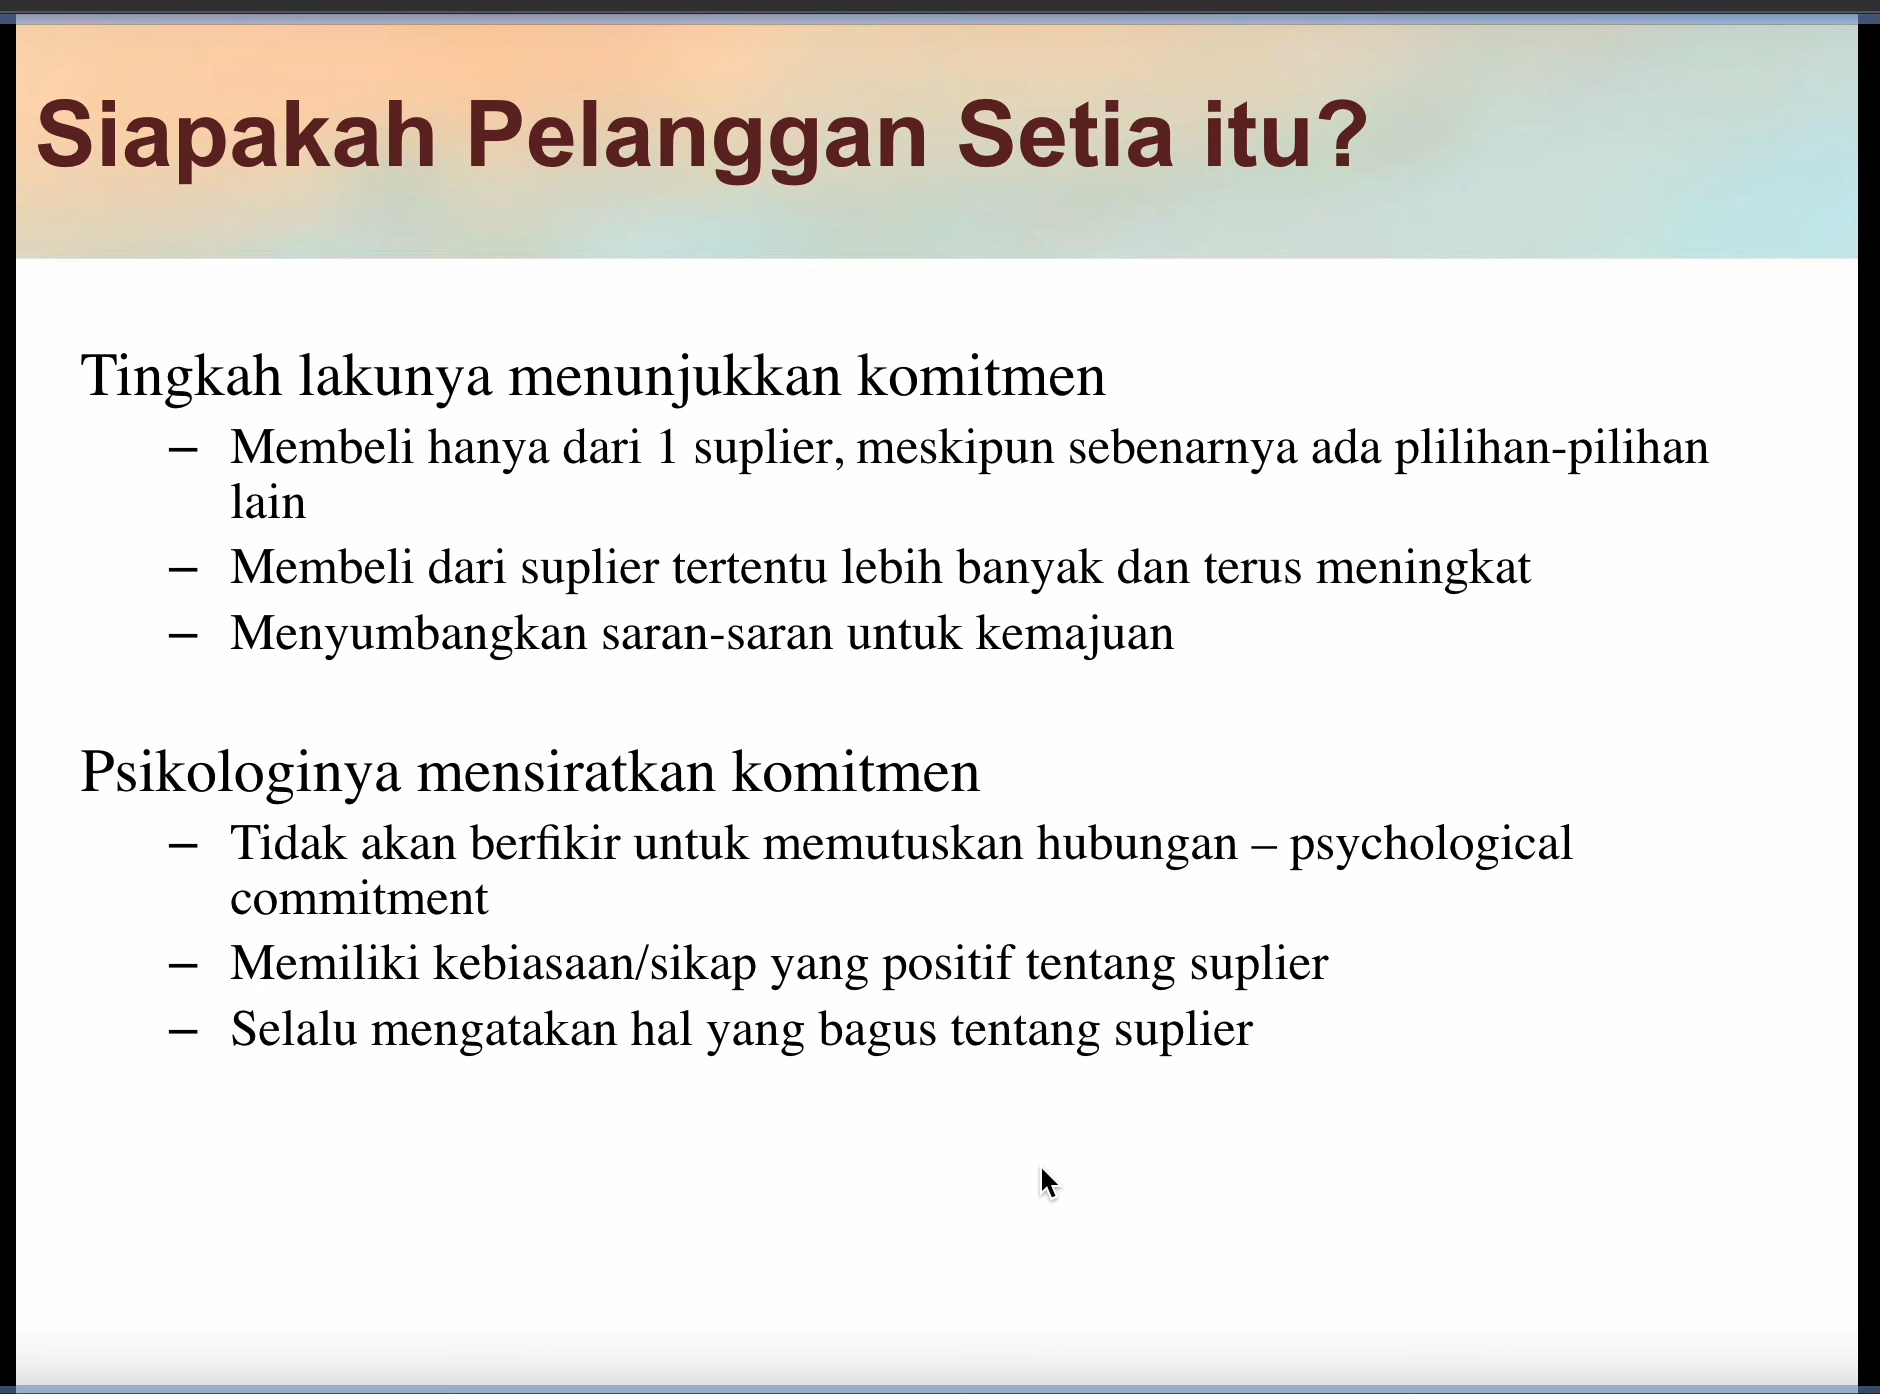 Siapakah Pelanggan Setia itu?
Tingkah lakunya menunjukkan komitmen
– Membeli hanya dari 1 suplier, meskipun sebenarnya ada plilihan-pilihan
lain
– Membeli dari suplier tertentu lebih banyak dan terus meningkat
– Menyumbangkan saran-saran untuk kemajuan
Psikologinya mensiratkan komitmen
– Tidak akan berfikir untuk memutuskan hubungan – psychological
commitment
– Memiliki kebiasaan/sikap yang positif tentang suplier
– Selalu mengatakan hal yang bagus tentang suplier